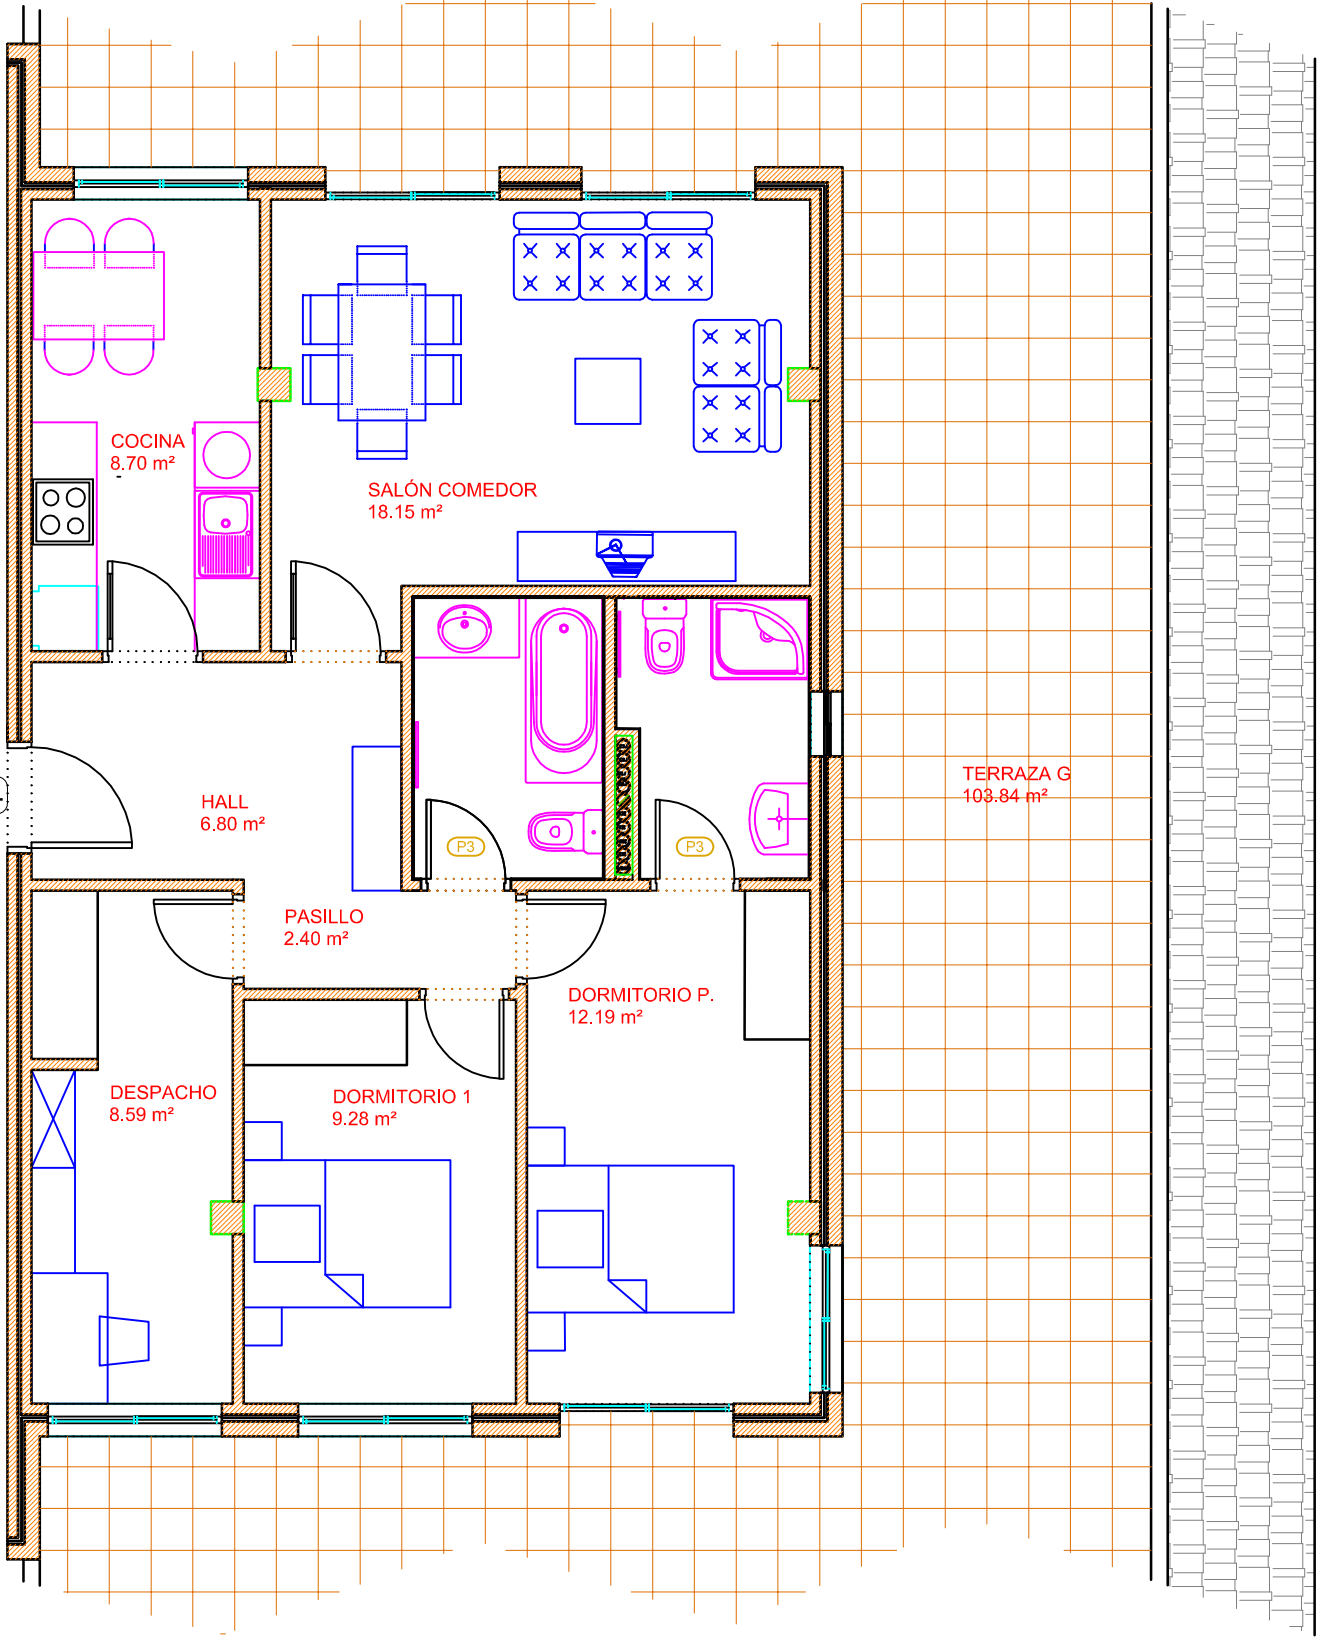 COCINA
8.70 m²
SALÓN COMEDOR
18.15 m²
TERRAZA G
103.84 m²
HALL
6.80 m²
P3
P3
PASILLO
2.40 m²
DORMITORIO P.
12.19 m²
DESPACHO
8.59 m²
DORMITORIO 1
9.28 m²